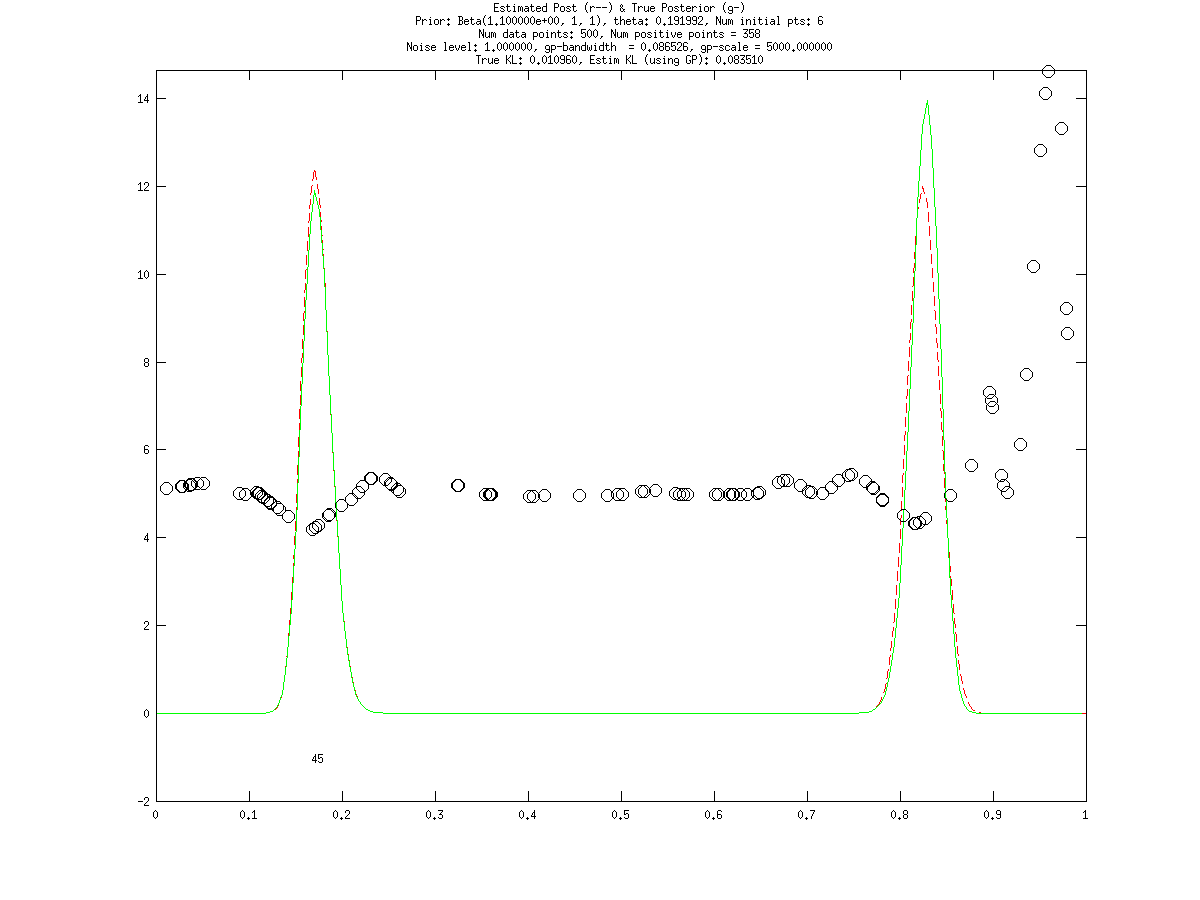 Estimated Post (r--) & True Posterior (g-)
Prior: Beta(1.100000e+00, 1, 1), theta: 0.191992, Num initial pts: 6
Num data points: 500, Num positive points = 358
Noise level: 1.000000, gp-bandwidth  = 0.086526, gp-scale = 5000.000000
True KL: 0.010960, Estim KL (using GP): 0.083510
14
12
10
8
6
4
2
0
45
-2
0 0.1 0.2 0.3 0.4 0.5 0.6 0.7 0.8 0.9 1